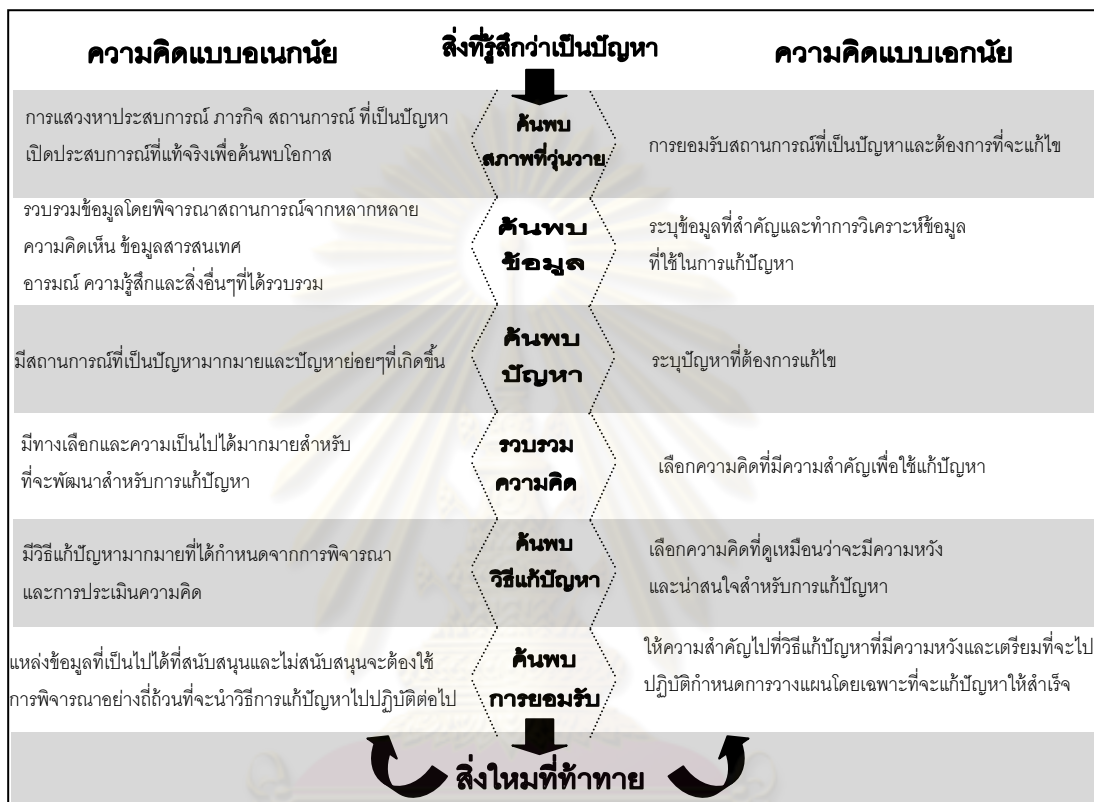 ความคิดแบบอเนกนัย
สิ่งที่รู้สึกว่าเป็นปัญหา
ความคิดแบบเอกนัย
การแสวงหาประสบการณ์ ภารกิจ สถานการณ์ ที่เป็นปัญหา
เปิดประสบการณ์ที่แท้จริงเพื่อค้นพบโอกาส
ค้นพบ
สภาพที่วุ่นวาย
การยอมรับสถานการณ์ที่เป็นปัญหาและต้องการที่จะแก้ไข
รวบรวมข้อมูลโดยพิจารณาสถานการณ์จากหลากหลาย
ความคิดเห็น ข้อมูลสารสนเทศ
อารมณ์ ความรู้สึกและสิ่งอื่นๆที่ได้รวบรวม
ค้นพบ
ข้อมูล
ระบุข้อมูลที่สำคัญและทำการวิเคราะห์ข้อมูล
ที่ใช้ในการแก้ปัญหา
มีสถานการณ์ที่เป็นปัญหามากมายและปัญหาย่อยๆที่เกิดขึ้น
ค้นพบ
ปัญหา
ระบุปัญหาที่ต้องการแก้ไข
มีทางเลือกและความเป็นไปได้มากมายสำหรับ
ที่จะพัฒนาสำหรับการแก้ปัญหา
รวบรวม
ความคิด
เลือกความคิดที่มีความสำคัญเพื่อใช้แก้ปัญหา
มีวิธีแก้ปัญหามากมายที่ได้กำหนดจากการพิจารณา
และการประเมินความคิด
ค้นพบ
วิธีแก้ปัญหา
เลือกความคิดที่ดูเหมือนว่าจะมีความหวัง
และน่าสนใจสำหรับการแก้ปัญหา
แหล่งข้อมูลที่เป็นไปได้ที่สนับสนุนและไม่สนับสนุนจะต้องใช้
การพิจารณาอย่างถี่ถ้วนที่จะนำวิธีการแก้ปัญหาไปปฏิบัติต่อไป
ค้นพบ
การยอมรับ
ให้ความสำคัญไปที่วิธีแก้ปัญหาที่มีความหวังและเตรียมที่จะไป
ปฏิบัติกำหนดการวางแผนโดยเฉพาะที่จะแก้ปัญหาให้สำเร็จ
สิ่งใหม่ที่ท้าทาย